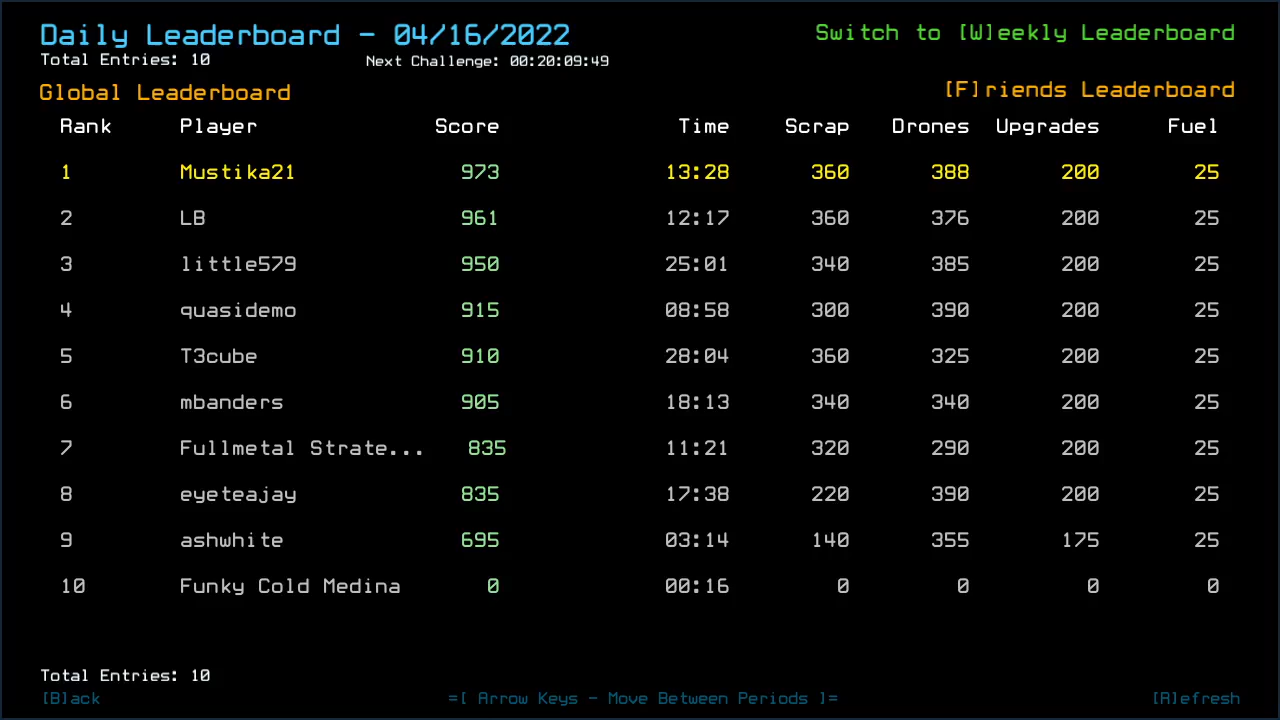 Daily Leaderboard - 04/16/2022 Switch to [W]eekly Leaderboard
Total Entries: 10 Next Challenge: 00:20:09:49
Global Leaderboard [F]riends Leaderboard
Rank Player Score Time Scrap Drones Upgrades Fuel
1 Mustika21 973 13:28 360 388 200 25
2 LB 961 12:17 360 376 200 25
3 little579 950 25:01 340 385 200 25
4 quasidemo 915 08:58 300 390 200 25
5 T3cube 910 28:04 360 325 200 25
6 mbanders 905 18:13 340 340 200 25
7 Fullmetal Strate... 835 11:21 320 290 200 25
8 eyeteajay 835 17:38 220 390 200 25
9 ashwhite 695 03:14 140 355 175 25
10 Funky Cold Medina 0 00:16 0 0 0 0
Total Entries: 10
[B]ack =[ Arrow Keys - Move Between Periods ]= [R]efresh